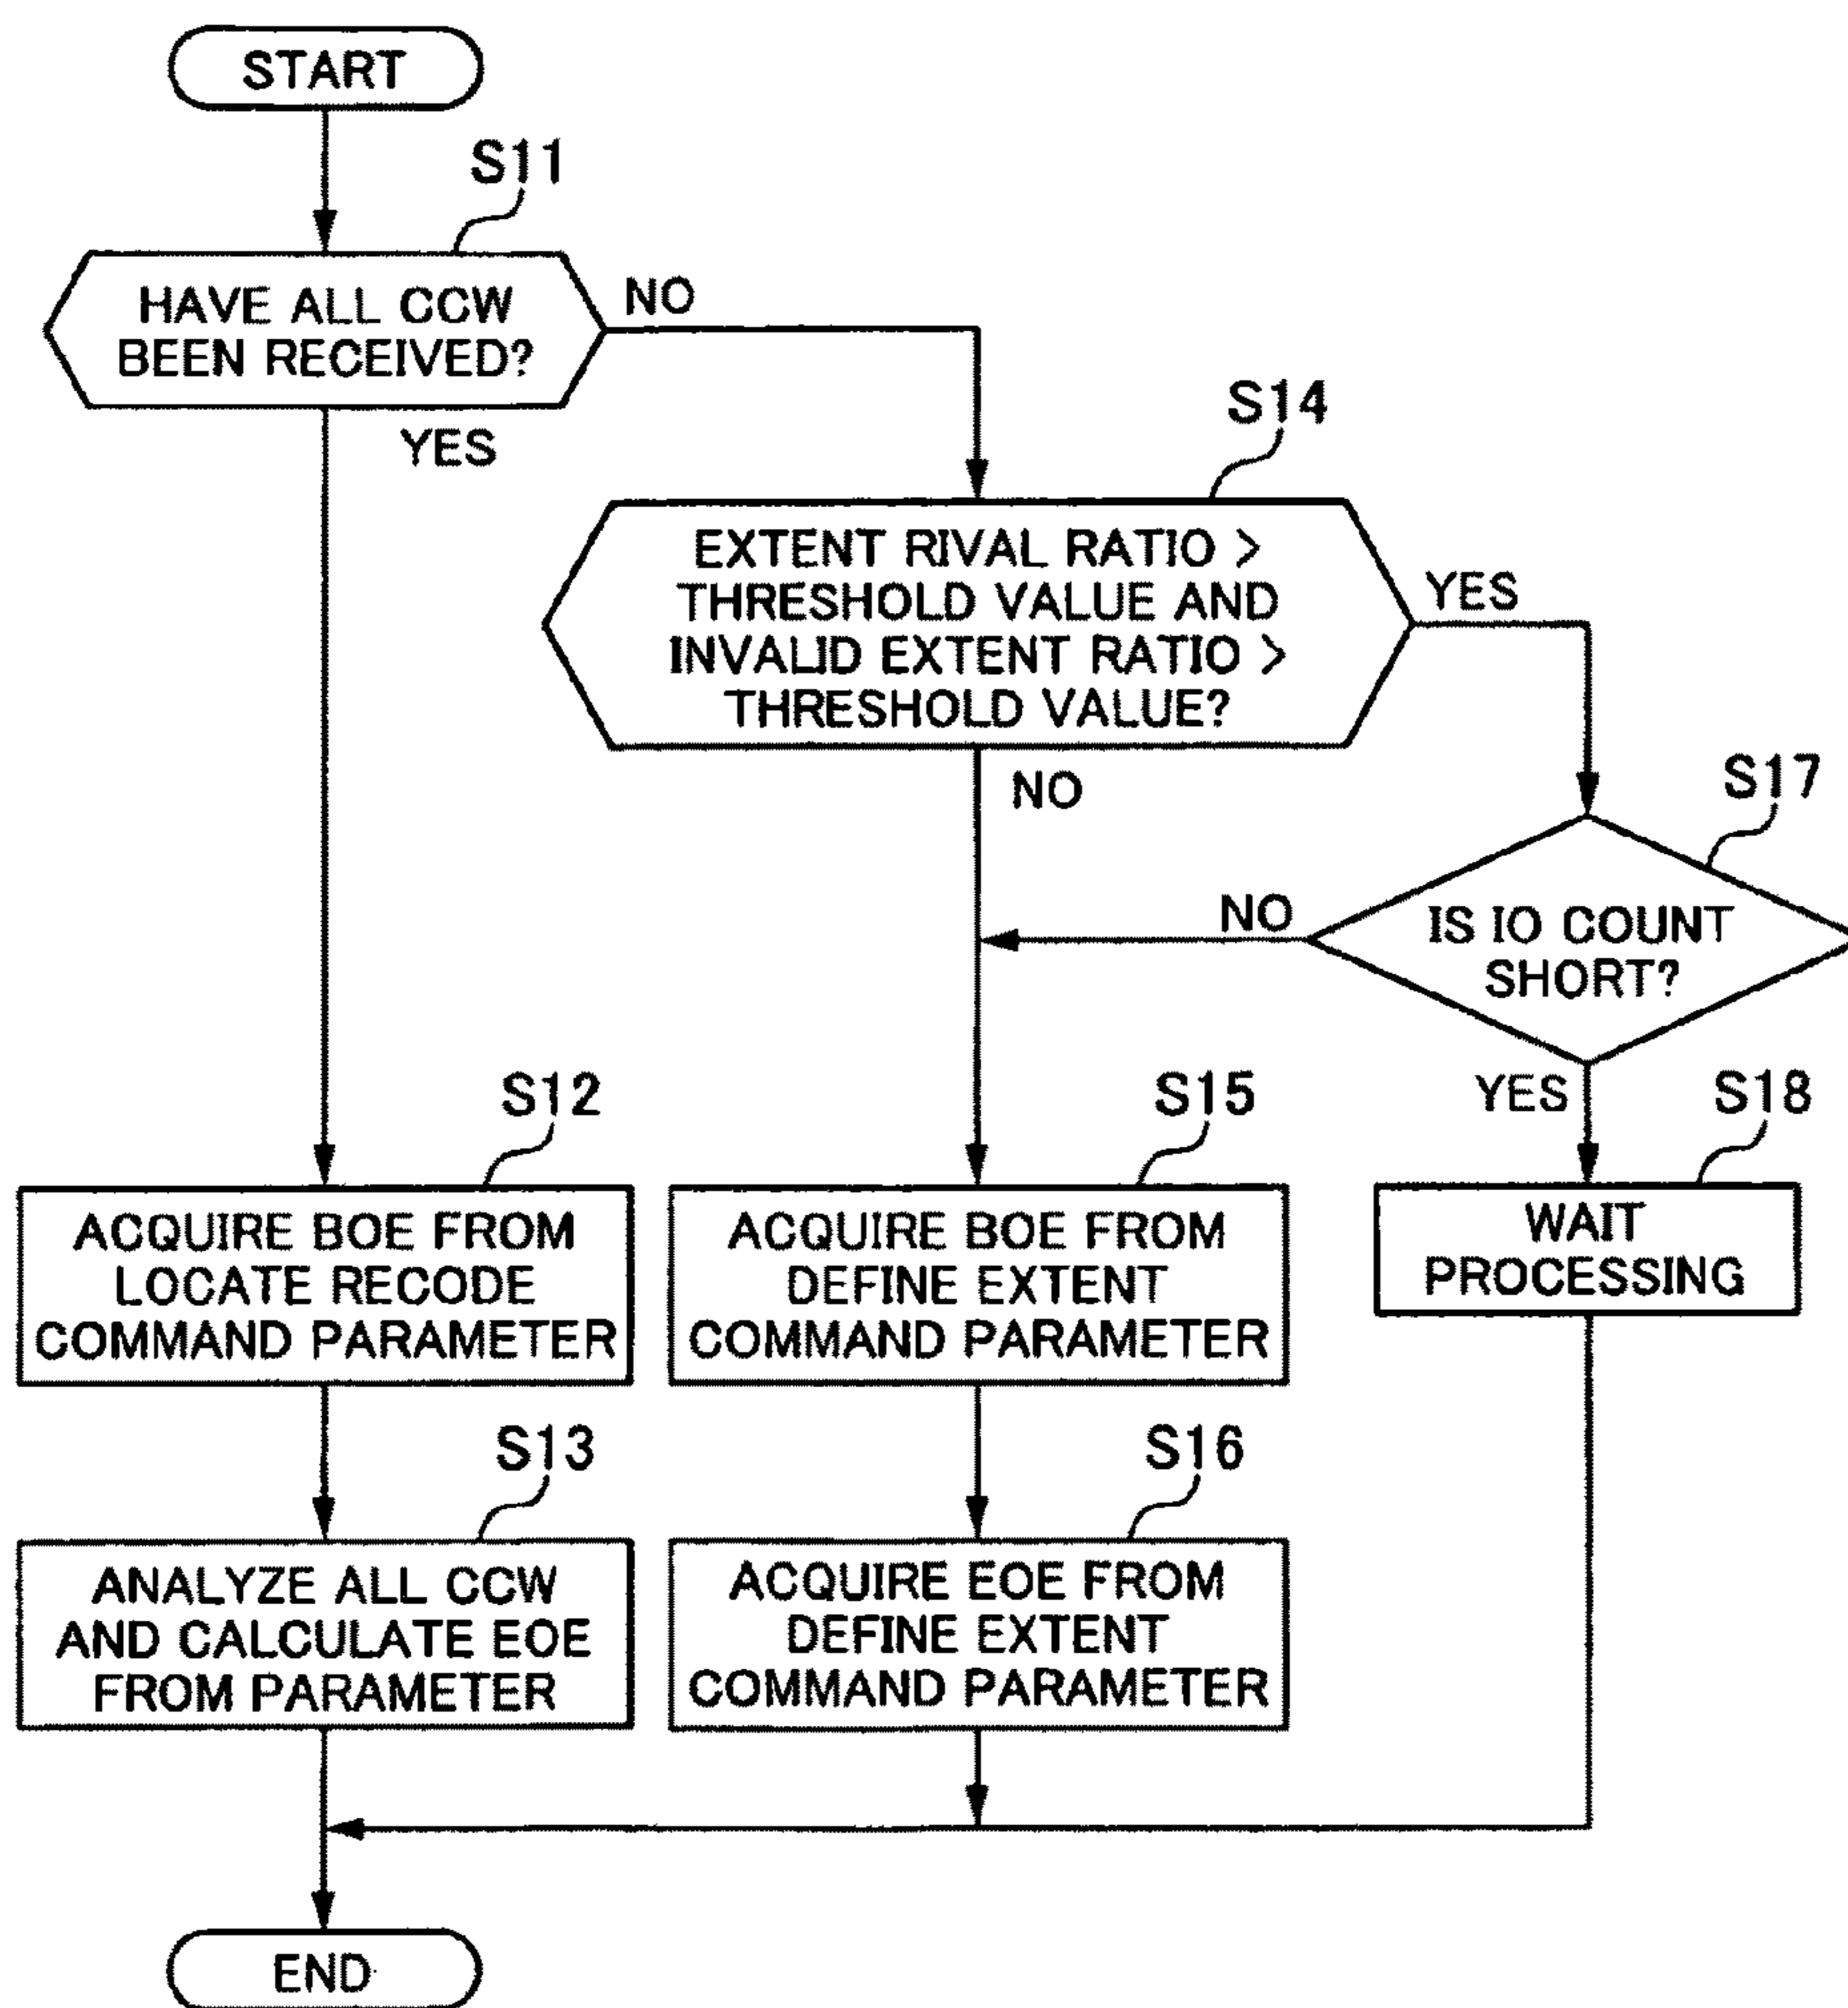 START
S11
HAVE ALL CCW
BEEN RECEIVED?
NO
YES
S14
EXTENT RIVAL RATIO >
THRESHOLD VALUE AND
INVALID EXTENT RATIO >
THRESHOLD VALUE?
YES
NO
S17
IS IO COUNT
SHORT?
NO
YES
S12
ACQUIRE BOE FROM
LOCATE RECODE
COMMAND PARAMETER
S15
ACQUIRE BOE FROM
DEFINE EXTENT
COMMAND PARAMETER
S18
WAIT
PROCESSING
S13
ANALYZE ALL CCW
AND CALCULATE EOE
FROM PARAMETER
S16
ACQUIRE EOE FROM
DEFINE EXTENT
COMMAND PARAMETER
END